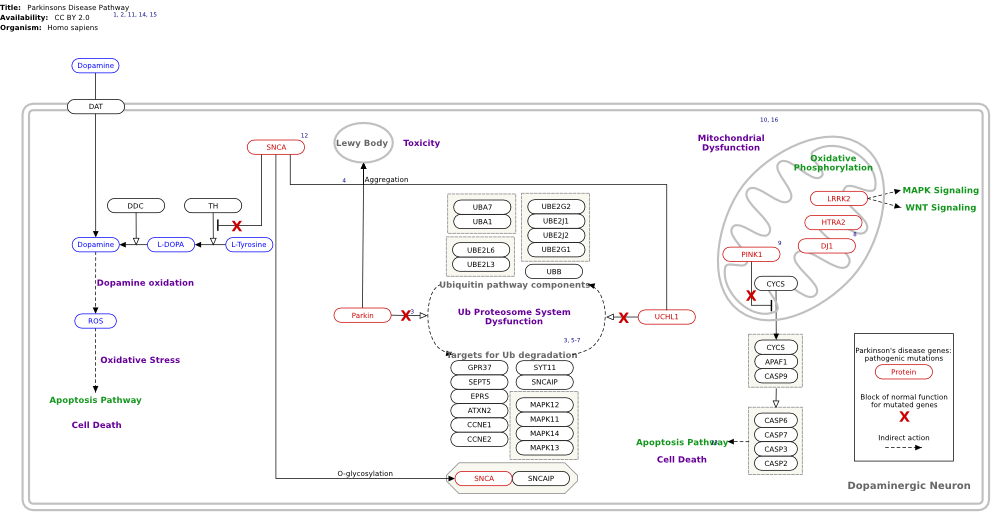 Title: Parkinsons Disease Pathway
Availability: CC BY 2.0
1, 2, 11, 14, 15
Organism: Homo sapiens
Dopamine
DAT
10, 16
12
SNCA
Lewy Body
Toxicity
Mitochondrial
Dysfunction
Oxidative
Phosphorylation
4
Aggregation
MAPK Signaling
LRRK2
WNT Signaling
DDC
TH
X
UBA7
UBA1
UBE2G2
UBE2J1
UBE2J2
UBE2G1
HTRA2
8
DJ1
9
PINK1
Dopamine
L-DOPA
L-Tyrosine
UBE2L6
UBE2L3
UBB
CYCS
X
Dopamine oxidation
Ubiquitin pathway components
ROS
Parkin
X
3
Ub Proteosome System
Dysfunction
X
UCHL1
3, 5-7
Targets for Ub degradation
Oxidative Stress
CYCS
APAF1
CASP9
Parkinson's disease genes:
pathogenic mutations
Protein
Block of normal function
for mutated genes
X
Indirect action
GPR37
SEPT5
EPRS
ATXN2
CCNE1
CCNE2
SYT11
SNCAIP
MAPK12
MAPK11
MAPK14
MAPK13
Apoptosis Pathway
Cell Death
CASP6
CASP7
CASP3
CASP2
Apoptosis Pathway
Cell Death
O-glycosylation
SNCA
SNCAIP
Dopaminergic Neuron